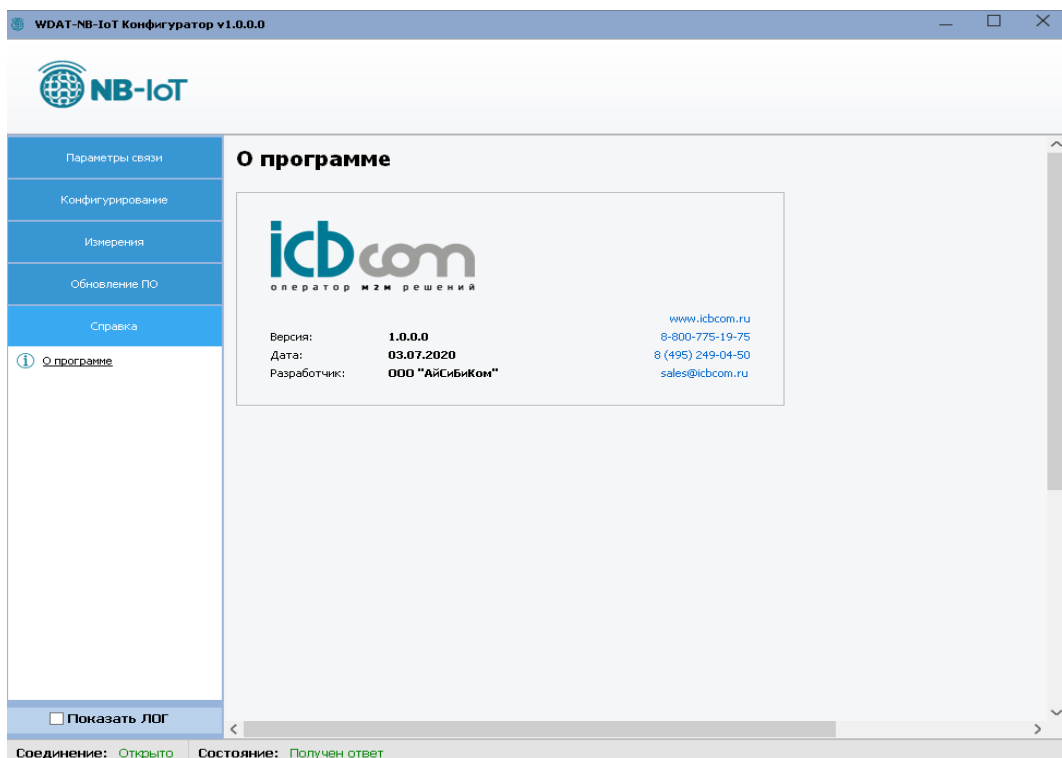 WDAT-NB-IoT Конфигуратор v1.0.0.0
NB-IoT
Параметры связи
Конфигурирование
Измерения
Обновление ПО
Справка
О программе
Показать ЛОГ
О программе
icbcom
оператор м2м решений
Версия: 1.0.0.0
Дата: 03.07.2020
Разработчик: ООО "АйСиБиКом"
www.icbcom.ru
8-800-775-19-75
8 (495) 249-04-50
sales@icbcom.ru
Соединение: Открыто Состояние: Получен ответ